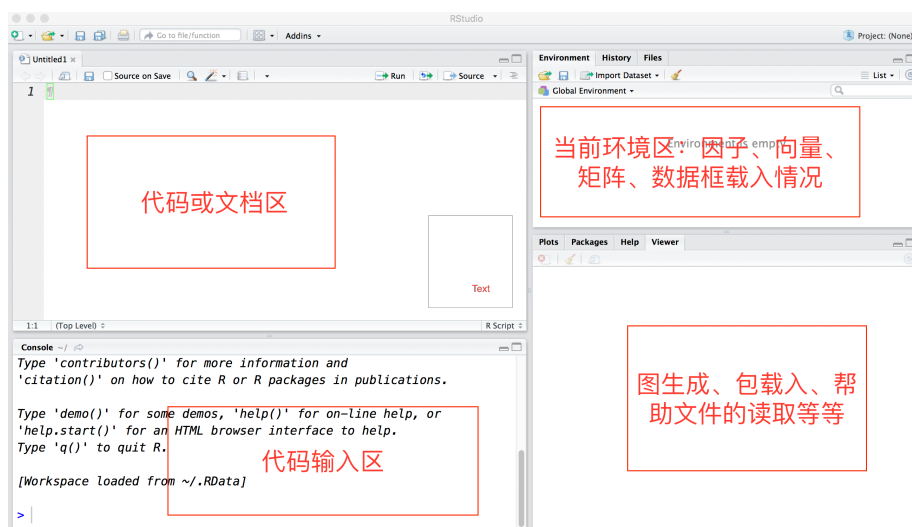 RStudio
Go to file/function
Addins
Project: (None)
Untitled1
Source on Save
Run
Source
1
代码或文档区
Text
1:1 (Top Level)
R Script
Console ~/
Type 'contributors()' for more information and
'citation()' on how to cite R or R packages in publications.
Type 'demo()' for some demos, 'help()' for on-line help, or
'help.start()' for an HTML browser interface to help.
Type 'q()' to quit R.
代码输入区
[Workspace loaded from ~/.RData]
>
Environment History Files
Import Dataset
List
Global Environment
Environment is empty
当前环境区：因子、向量、
矩阵、数据框载入情况
Plots Packages Help Viewer
图生成、包载入、帮
助文件的读取等等